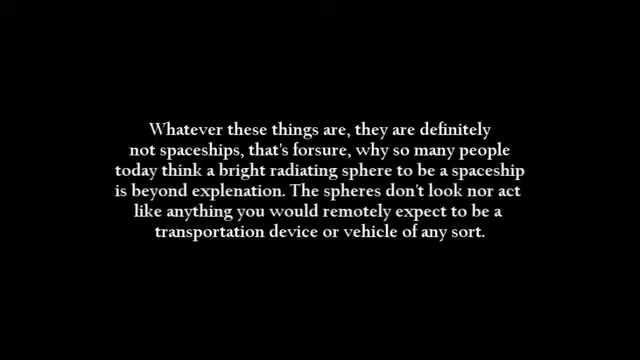 Whatever these things are, they are definitely
not spaceships, that's forsure, why so many people
today think a bright radiating sphere to be a spaceship
is beyond explenation. The spheres don't look nor act
like anything you would remotely expect to be a
transportation device or vehicle of any sort.